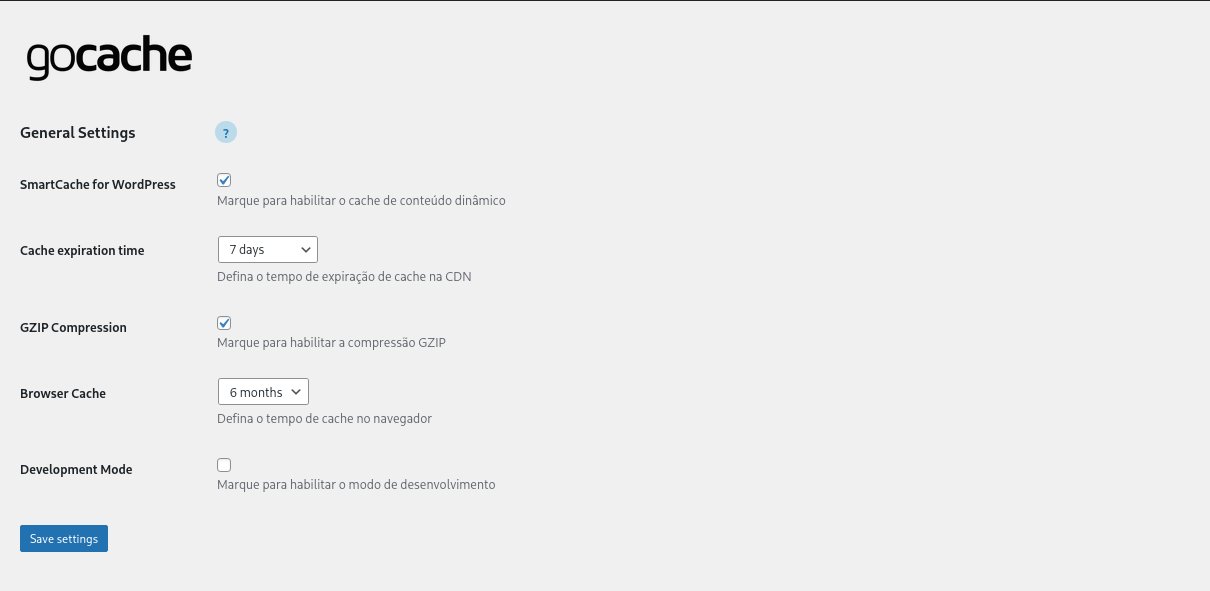 gocache
General Settings ?
SmartCache for WordPress
Marque para habilitar o cache de conteúdo dinâmico
Cache expiration time 7 days
Defina o tempo de expiração de cache na CDN
GZIP Compression
Marque para habilitar a compressão GZIP
Browser Cache 6 months
Defina o tempo de cache no navegador
Development Mode
Marque para habilitar o modo de desenvolvimento
Save settings